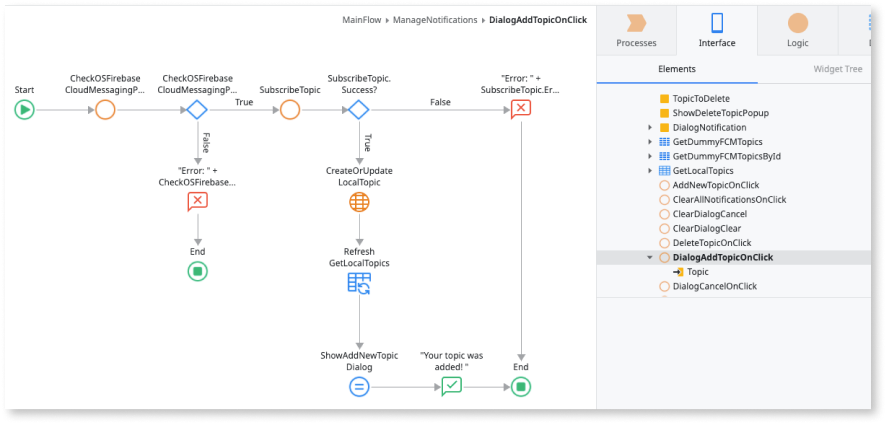 MainFlow ▸ ManageNotifications ▸ DialogAddTopicOnClick
Processes
Interface
Logic
Elements
Widget Tree
Start
CheckOSFirebase
CloudMessagingP...
CheckOSFirebase
CloudMessagingP...
True
SubscribeTopic
SubscribeTopic.
Success?
False
"Error: " +
SubscribeTopic.Er...
False
True
"Error: " +
CheckOSFirebase...
CreateOrUpdate
LocalTopic
End
Refresh
GetLocalTopics
ShowAddNewTopic
Dialog
"Your topic was
added! "
End
TopicToDelete
ShowDeleteTopicPopup
DialogNotification
GetDummyFCMTopics
GetDummyFCMTopicsById
GetLocalTopics
AddNewTopicOnClick
ClearAllNotificationsOnClick
ClearDialogCancel
ClearDialogClear
DeleteTopicOnClick
DialogAddTopicOnClick
Topic
DialogCancelOnClick